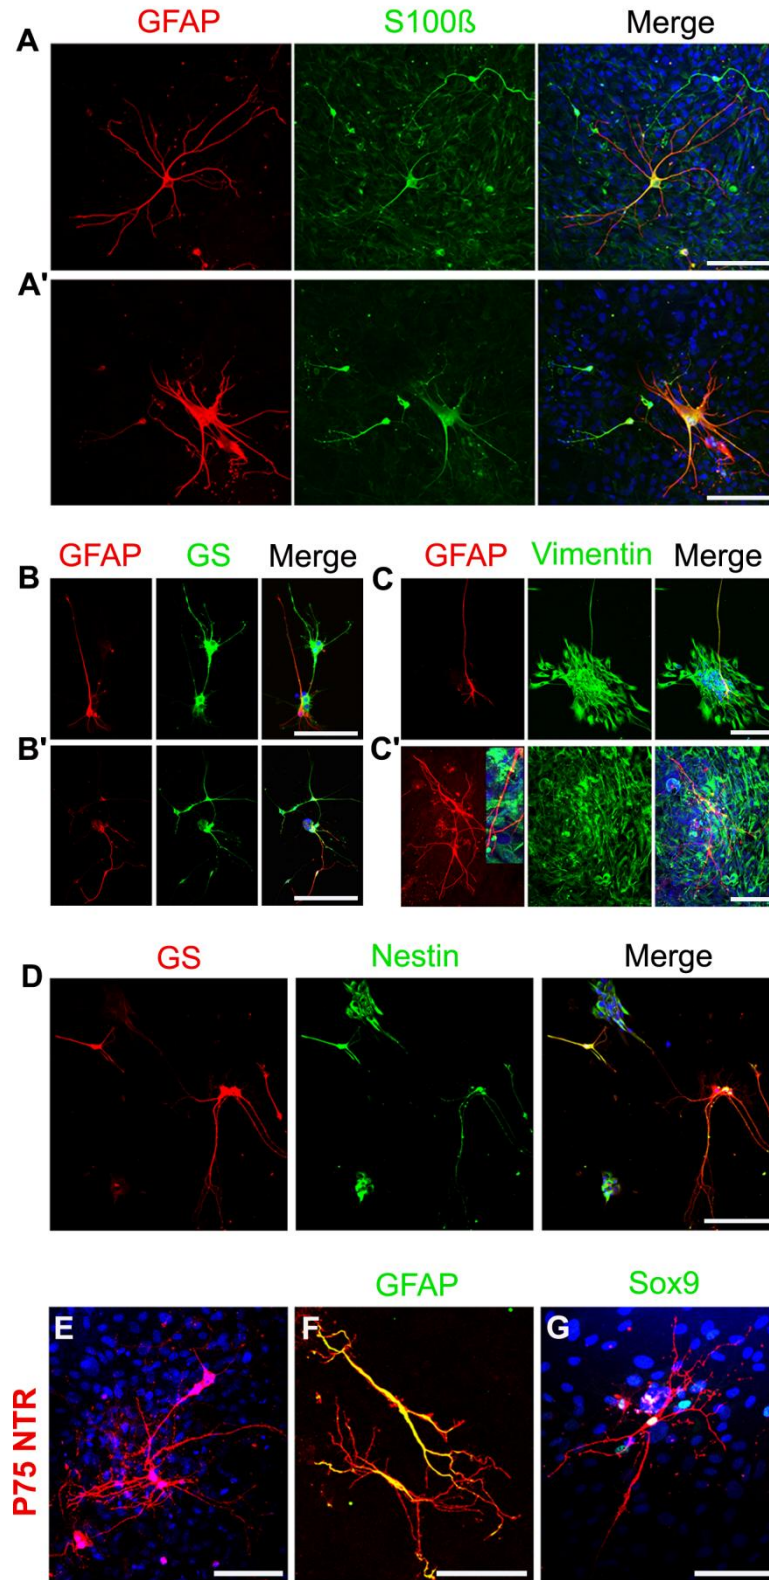 GFAP S100ß Merge
A
A'
GFAP GS Merge
B
B'
GFAP Vimentin Merge
C
C'
GS Nestin Merge
D
GFAP Sox9
E F G
P75 NTR